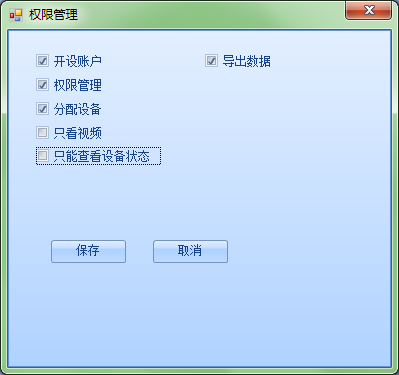 权限管理
开设账户 导出数据
权限管理
分配设备
只看视频
只能查看设备状态
保存 取消